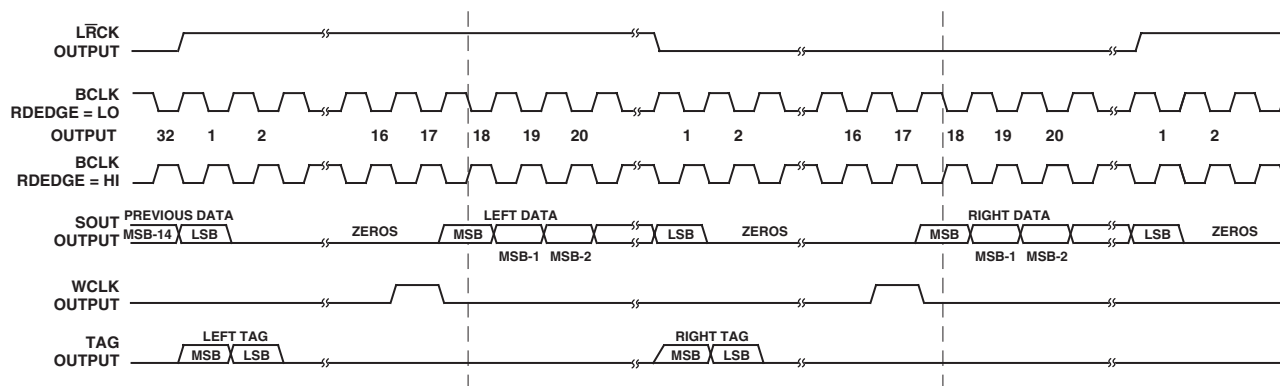 LR̅CK
OUTPUT
BCLK
RDEDGE = LO
OUTPUT 32 1 2 16 17 18 19 20 1 2 16 17 18 19 20 1 2
BCLK
RDEDGE = HI
PREVIOUS DATA LEFT DATA RIGHT DATA
SOUT
OUTPUT MSB-14 LSB ZEROS MSB LSB ZEROS MSB LSB ZEROS
MSB-1 MSB-2 MSB-1 MSB-2
WCLK
OUTPUT
LEFT TAG RIGHT TAG
TAG
OUTPUT MSB LSB MSB LSB